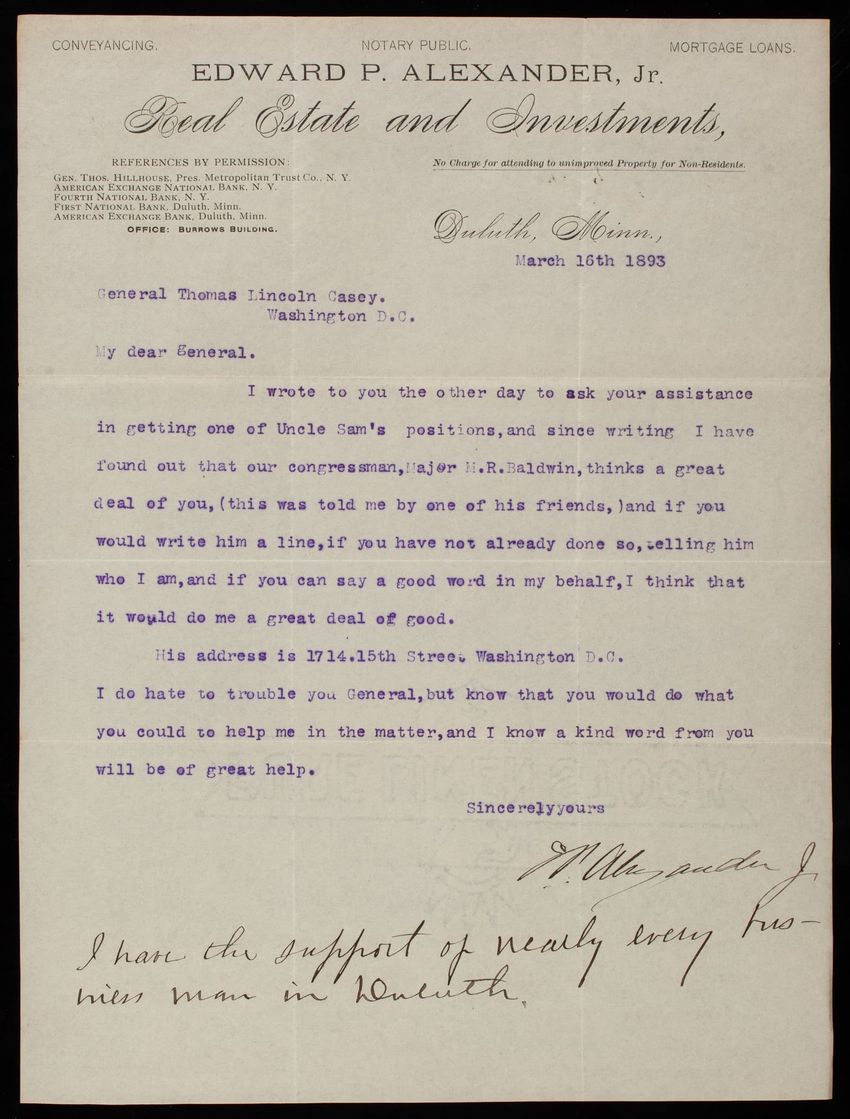 CONVEYANCING. NOTARY PUBLIC. MORTGAGE LOANS.
EDWARD P. ALEXANDER, Jr.
Real Estate and Investments,
REFERENCES BY PERMISSION:
GEN. THOS. HILLHOUSE, Pres. Metropolitan Trust Co., N. Y.
AMERICAN EXCHANGE NATIONAL BANK, N. Y.
FOURTH NATIONAL BANK, N. Y.
FIRST NATIONAL BANK, Duluth, Minn.
AMERICAN EXCHANGE BANK, Duluth, Minn.
OFFICE: BURROWS BUILDING.
No Charge for attending to unimproved Property for Non-Residents.
Duluth, Minn.,
March 16th 1893
General Thomas Lincoln Casey.
Washington D.C.
My dear General.
I wrote to you the other day to ask your assistance
in getting one of Uncle Sam's positions,and since writing I have
found out that our congressman,Major M.R.Baldwin,thinks a great
deal of you,(this was told me by one of his friends,)and if you
would write him a line,if you have not already done so,telling him
who I am,and if you can say a good word in my behalf,I think that
it would do me a great deal of good.
His address is 1714.15th Street Washington D.C.
I do hate to trouble you General,but know that you would do what
you could to help me in the matter,and I know a kind word from you
will be of great help.
Sincerelyyours
E.P. Alexander Jr
I have the support of nearly every bus-
iness man in Duluth.